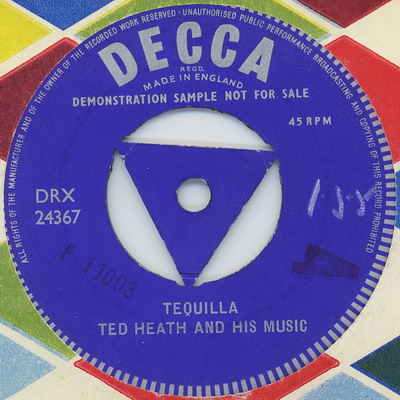 ALL RIGHTS OF THE MANUFACTURER AND OF THE OWNER OF THE RECORDED WORK RESERVED · UNAUTHORISED PUBLIC PERFORMANCE BROADCASTING AND COPYING OF THIS RECORD PROHIBITED
DECCA
REGD.
MADE IN ENGLAND
DEMONSTRATION SAMPLE NOT FOR SALE
45 RPM
DRX
24367
F.11008
TEQUILLA
TED HEATH AND HIS MUSIC